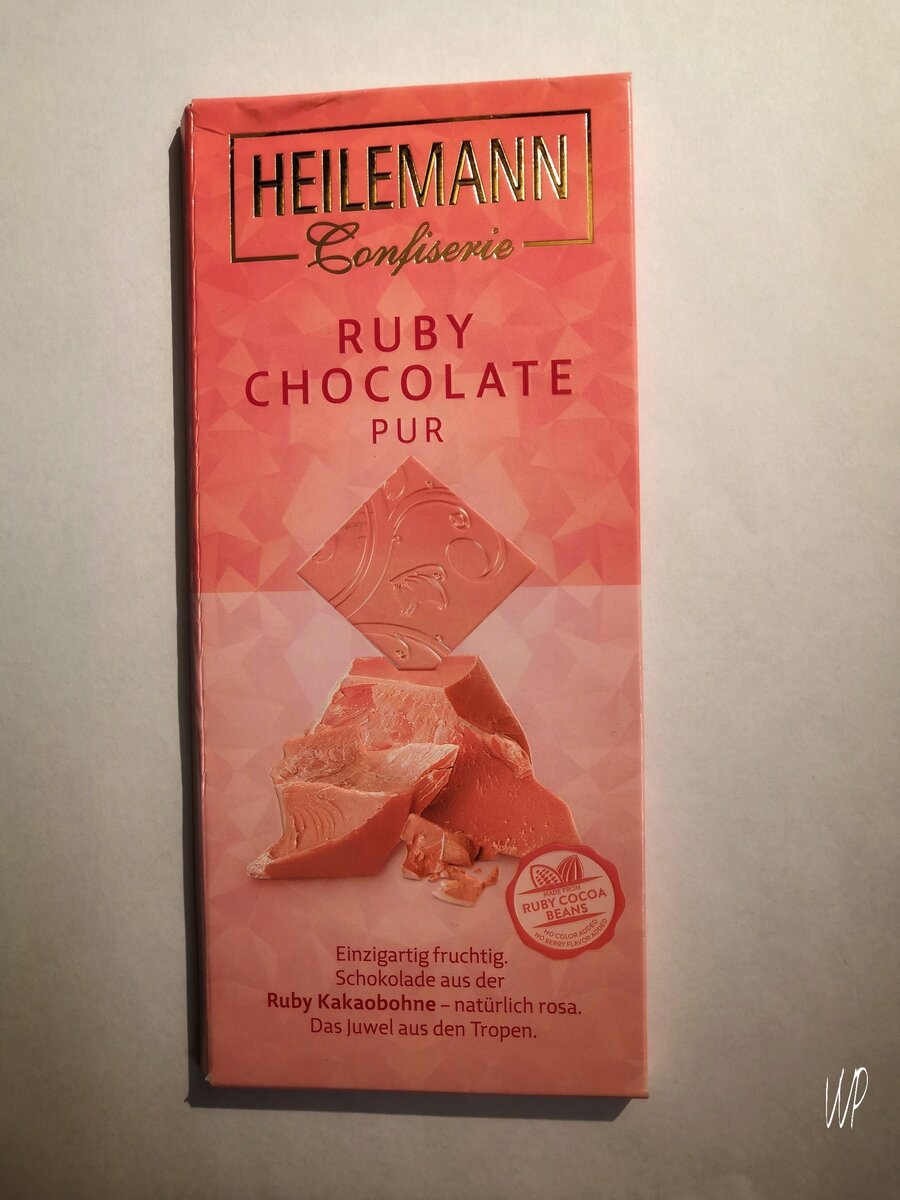 HEILEMANN
Confiserie
RUBY
CHOCOLATE
PUR
MADE FROM
RUBY COCOA
BEANS
NO COLOR ADDED
NO BERRY FLAVOR ADDED
Einzigartig fruchtig.
Schokolade aus der
Ruby Kakaobohne – natürlich rosa.
Das Juwel aus den Tropen.
WP